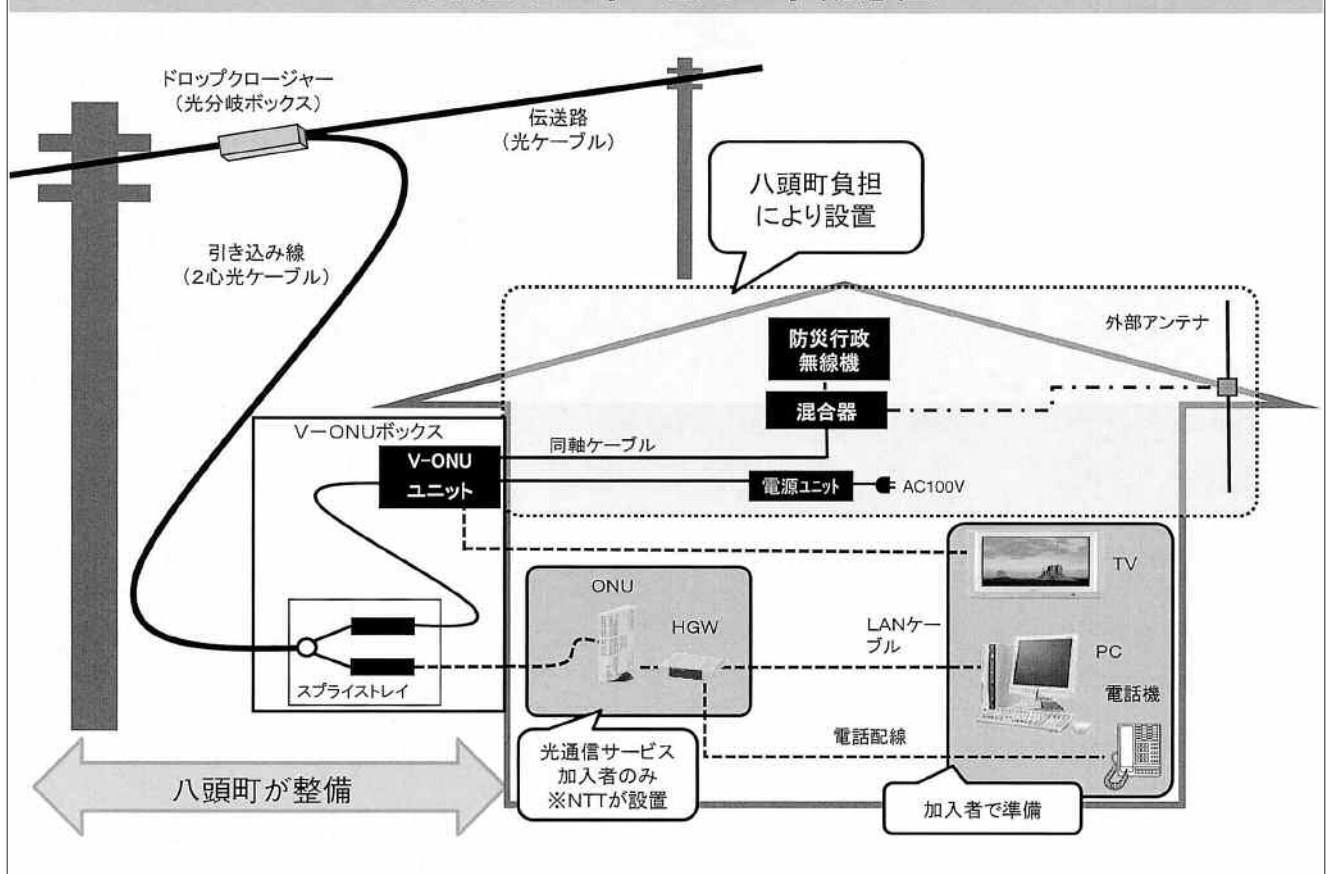 ドロップクロージャー
(光分岐ボックス)
伝送路
(光ケーブル)
八頭町負担
により設置
引き込み線
(2心光ケーブル)
外部アンテナ
防災行政
無線機
混合器
V－ONUボックス
同軸ケーブル
V-ONU
ユニット
電源ユニット
AC100V
TV
ONU
HGW
LANケー
ブル
PC
電話機
スプライストレイ
電話配線
光通信サービス
加入者のみ
※NTTが設置
八頭町が整備
加入者で準備